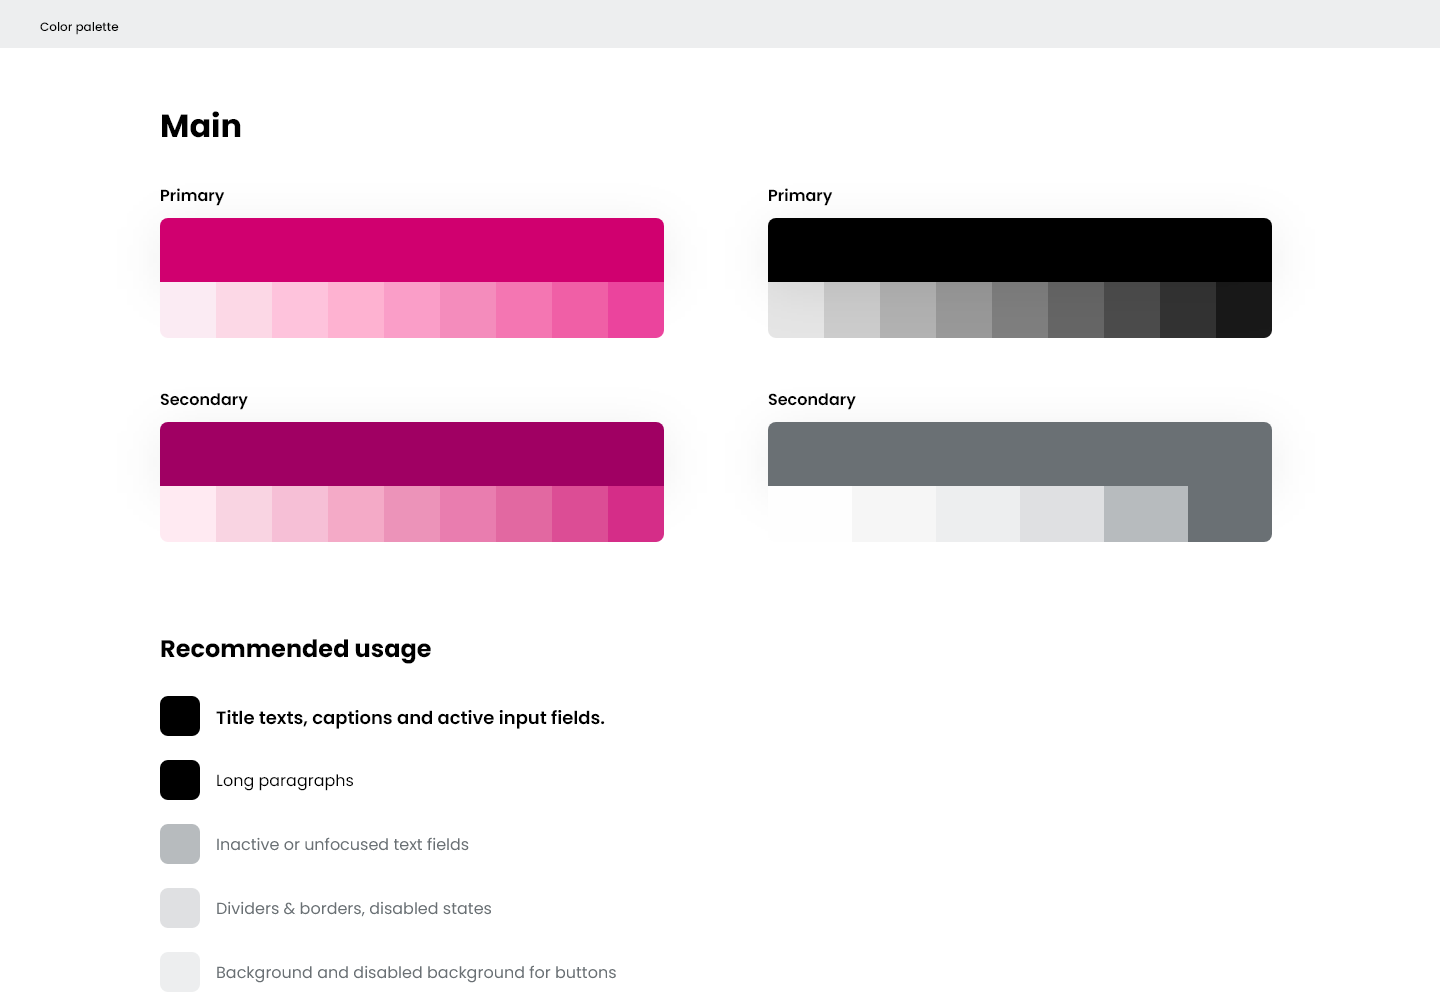 Color palette
Main
Primary
Primary
Secondary
Secondary
Recommended usage
Title texts, captions and active input fields.
Long paragraphs
Inactive or unfocused text fields
Dividers & borders, disabled states
Background and disabled background for buttons